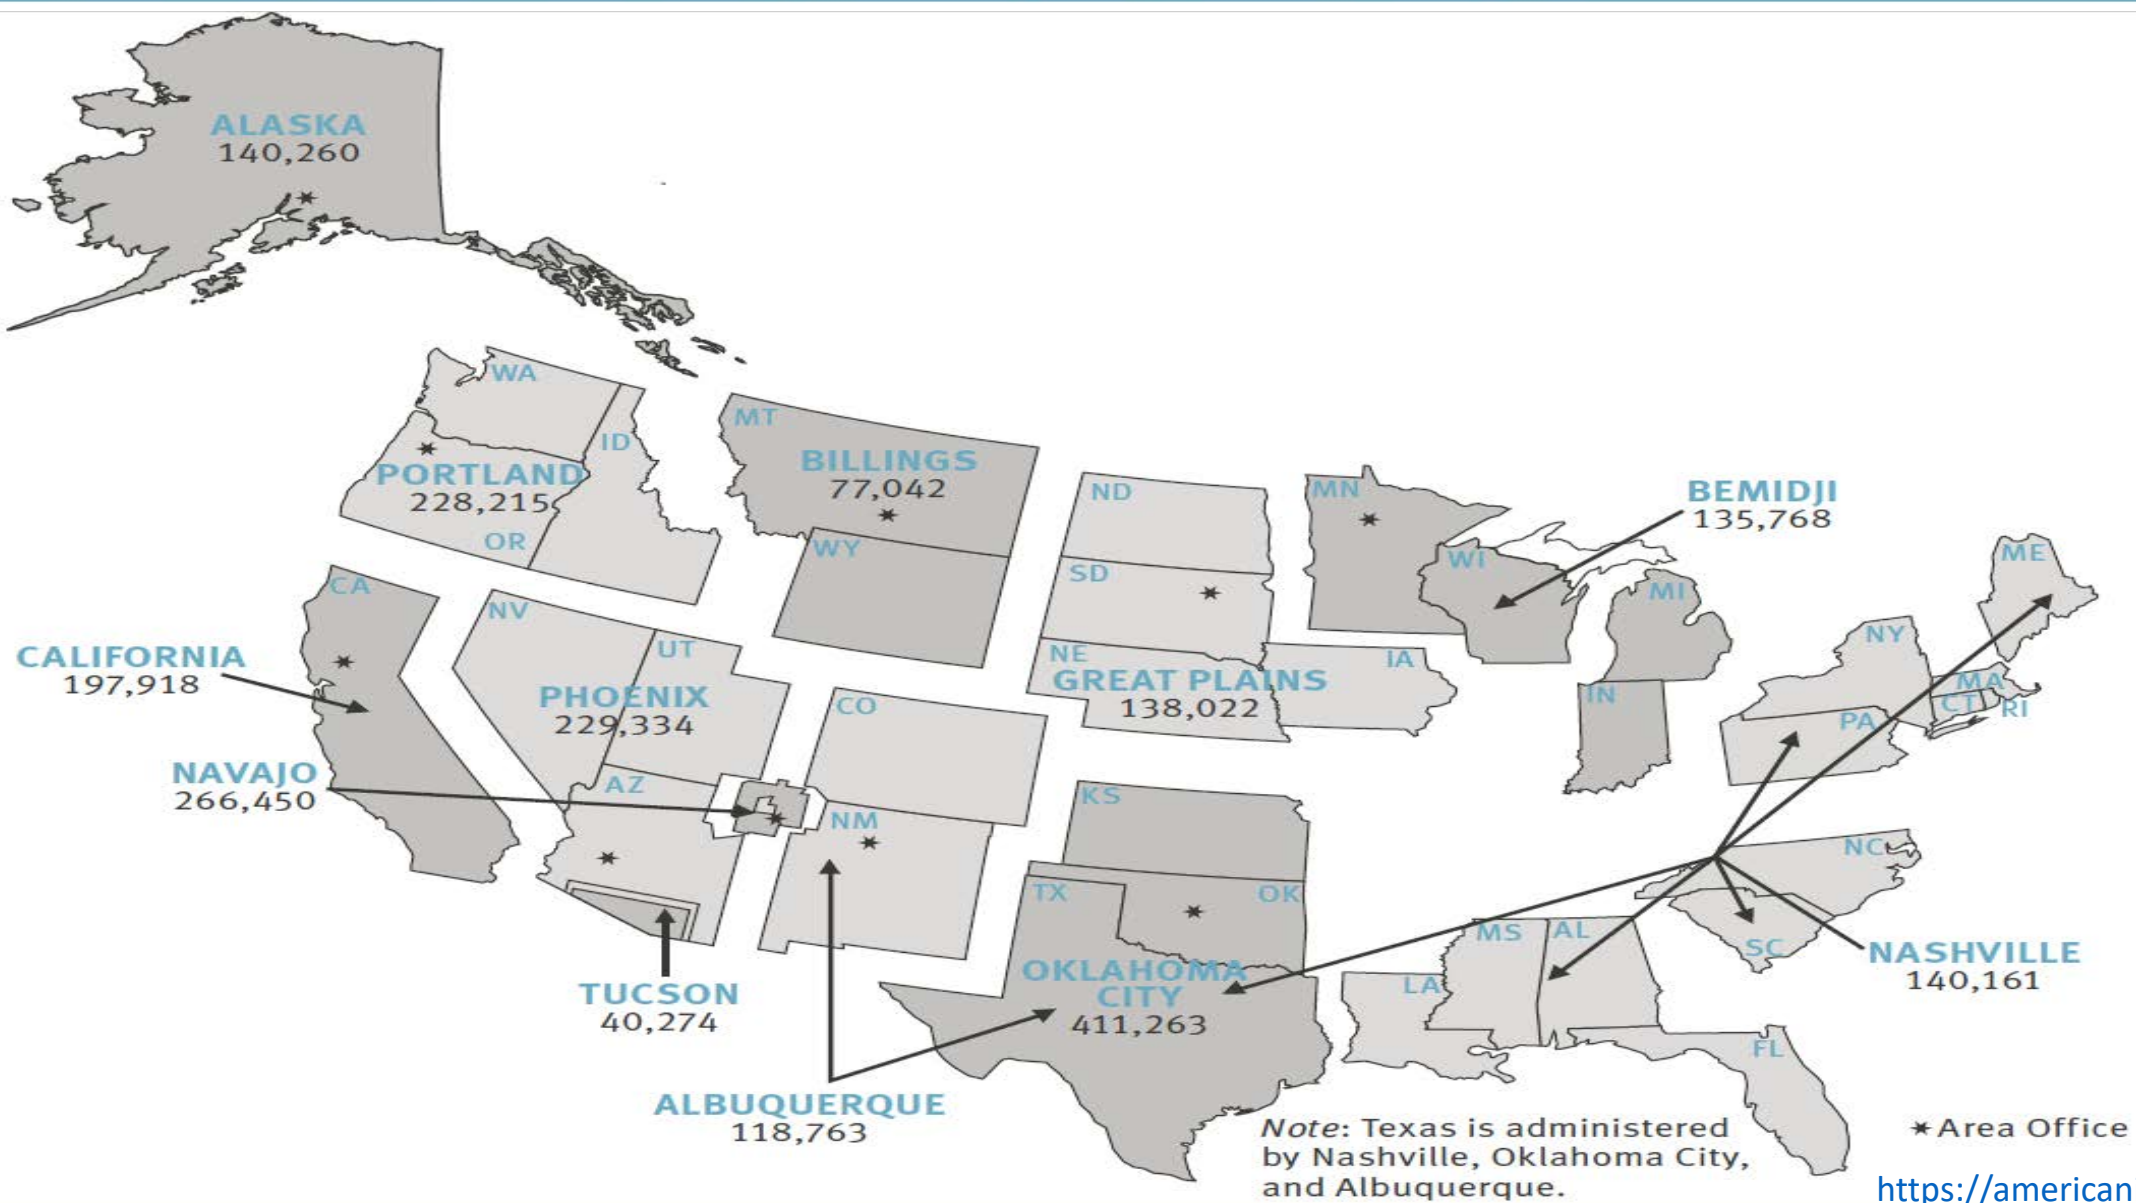 ALASKA
140,260
WA
ID
PORTLAND
228,215
OR
MT
BILLINGS
77,042
WY
ND
SD
NE
IA
GREAT PLAINS
138,022
MN
WI
MI
IN
BEMIDJI
135,768
ME
NY
MA
CT
RI
PA
CA
CALIFORNIA
197,918
NV
UT
PHOENIX
229,334
AZ
NAVAJO
266,450
CO
NM
KS
TX
OK
OKLAHOMA
CITY
411,263
TUCSON
40,274
ALBUQUERQUE
118,763
NC
SC
MS
AL
LA
FL
NASHVILLE
140,161
Note: Texas is administered
by Nashville, Oklahoma City,
and Albuquerque.
✶Area Office
https://american